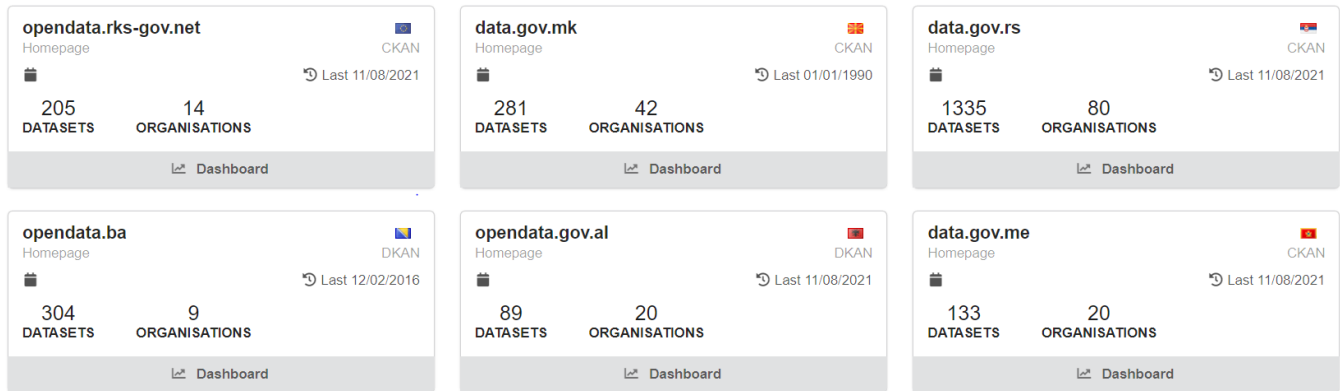 opendata.rks-gov.net
Homepage CKAN
Last 11/08/2021
205 14
DATASETS ORGANISATIONS
Dashboard
data.gov.mk
Homepage CKAN
Last 01/01/1990
281 42
DATASETS ORGANISATIONS
Dashboard
data.gov.rs
Homepage CKAN
Last 11/08/2021
1335 80
DATASETS ORGANISATIONS
Dashboard
opendata.ba
Homepage DKAN
Last 12/02/2016
304 9
DATASETS ORGANISATIONS
Dashboard
opendata.gov.al
Homepage DKAN
Last 11/08/2021
89 20
DATASETS ORGANISATIONS
Dashboard
data.gov.me
Homepage CKAN
Last 11/08/2021
133 20
DATASETS ORGANISATIONS
Dashboard